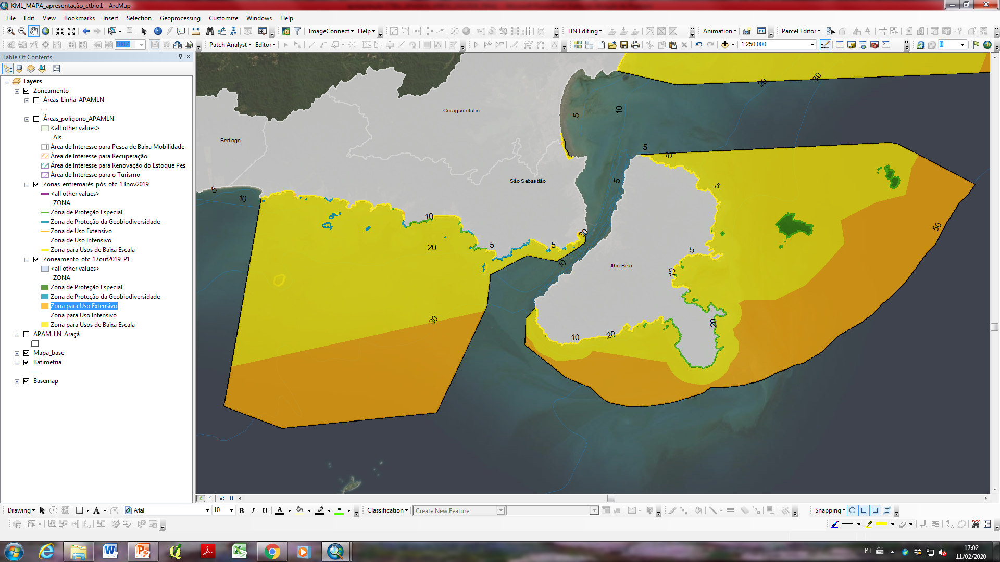 KML_MAPA_apresentação_ctbio1 - ArcMap
File Edit View Bookmarks Insert Selection Geoprocessing Customize Windows Help
ImageConnect Help TIN Editing Animation Parcel Editor
100% Patch Analyst Editor 1:250.000 0
Table Of Contents
Layers
Zoneamento
Áreas_Linha_APAMLN
Áreas_polígono_APAMLN
<all other values>
AIs
Área de Interesse para Pesca de Baixa Mobilidade
Área de Interesse para Recuperação
Área de Interesse para Renovação do Estoque Pes
Área de Interesse para o Turismo
Zonas_entremarés_pós_ofc_13nov2019
<all other values>
ZONA
Zona de Proteção Especial
Zona de Proteção da Geobiodiversidade
Zona de Uso Extensivo
Zona de Uso Intensivo
Zona para Usos de Baixa Escala
Zoneamento_ofc_17out2019_P1
<all other values>
ZONA
Zona de Proteção Especial
Zona de Proteção da Geobiodiversidade
Zona para Uso Extensivo
Zona para Uso Intensivo
Zona para Usos de Baixa Escala
APAM_LN_Araçá
Mapa_base
Batimetria
Basemap
20 30
Caraguatatuba
5 10
Bertioga
5 10
São Sebastião
5
5
5
10
10
30
5 5
20
5
10
Ilha Bela
10
50
30
20
10 20
Drawing Arial 10 B I U A Classification Create New Feature Snapping
PT 17:02
11/02/2020